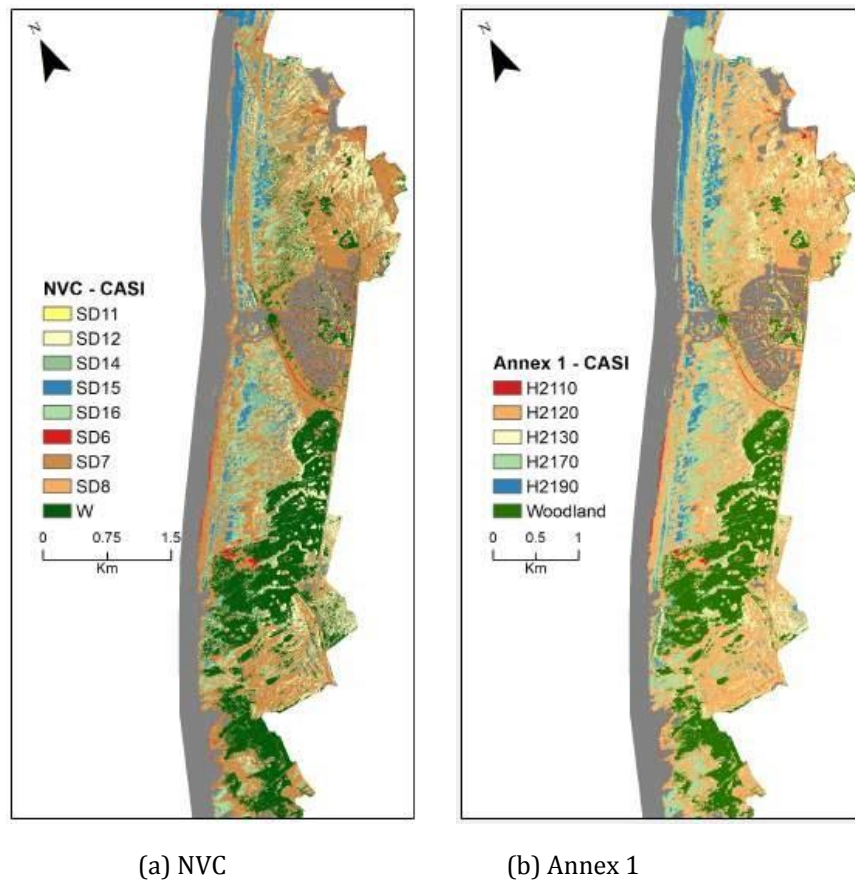 z
z
NVC - CASI
SD11
SD12
SD14
SD15
SD16
SD6
SD7
SD8
W
0 0.75 1.5
Km
Annex 1 - CASI
H2110
H2120
H2130
H2170
H2190
Woodland
0 0.5 1
Km
(a) NVC
(b) Annex 1